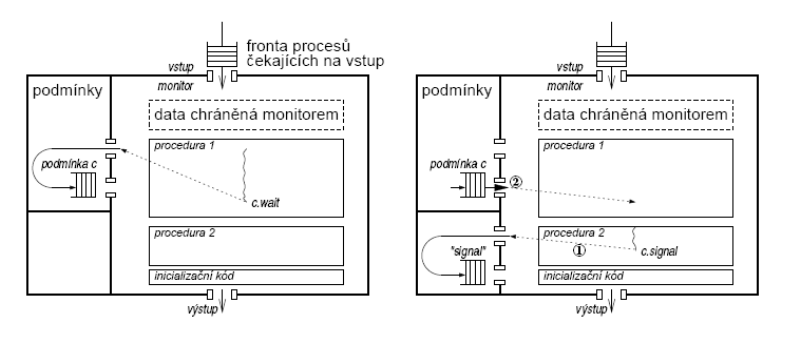 fronta procesů
čekajících na vstup
vstup
monitor
podmínky
data chráněná monitorem
procedura 1
podmínka c
c.wait
procedura 2
inicializační kód
výstup
vstup
monitor
podmínky
data chráněná monitorem
procedura 1
podmínka c
②
procedura 2
"signal"
①
c.signal
inicializační kód
výstup